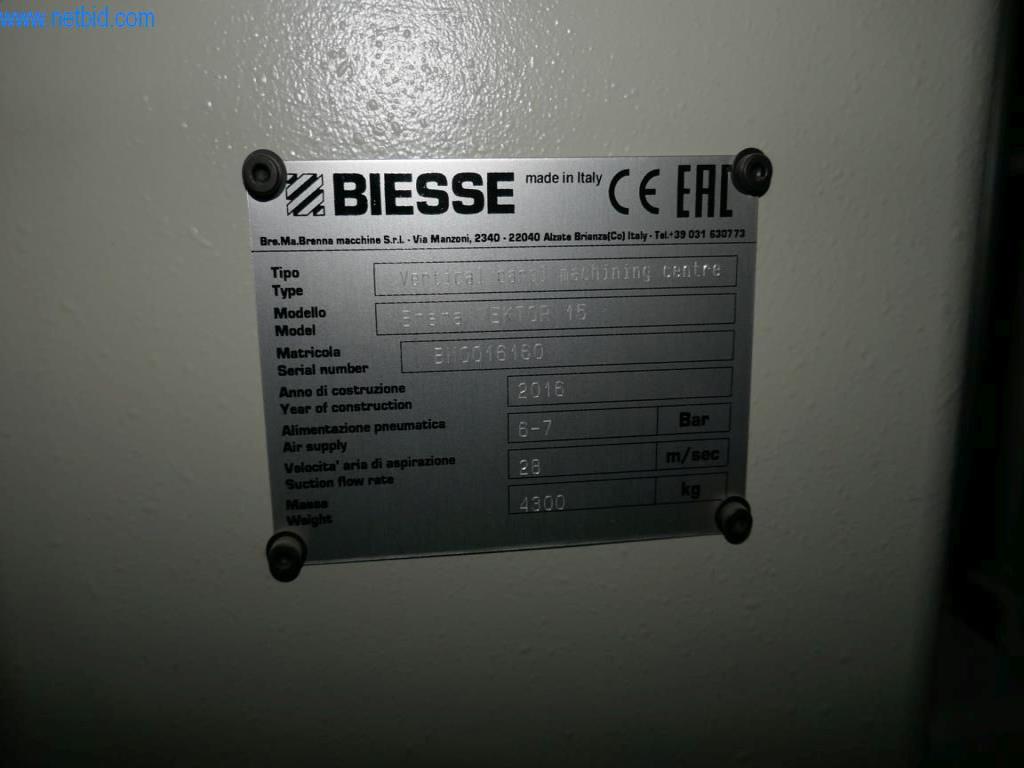 www.netbid.com
BIESSE made in Italy CE EAC
Bre.Ma.Brenna macchine S.r.l. - Via Manzoni, 2340 - 22040 Alzate Brianza(Co) Italy - Tel.+39 031 630773
Tipo
Type
Vertical panel machining centre
Modello
Model
Brema VEKTOR 15
Matricola
Serial number
Anno di costruzione
Year of construction
2016
Alimentazione pneumatica
Air supply
6-7 Bar
Velocita' aria di aspirazione
Suction flow rate
28 m/sec
Massa
Weight
4300 kg